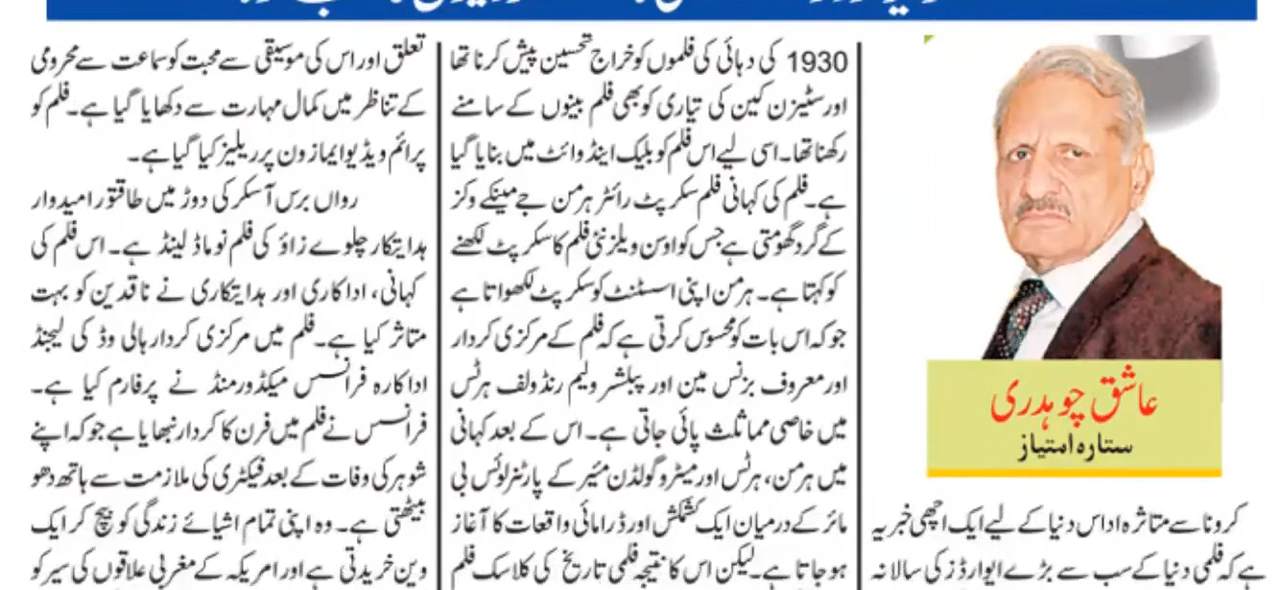 عاشق چوہدری
ستارہ امتیاز
کرونا سے متاثرہ اداس دنیا کے لیے ایک اچھی خبر یہ
ہے کہ فلمی دنیا کے سب سے بڑے ایوارڈز کی سالانہ
1930 کی دہائی کی فلموں کو خراج تحسین پیش کرنا تھا
اور سٹیزن کین کی تیاری کو بھی فلم بینوں کے سامنے
رکھنا تھا۔ اسی لیے اس فلم کو بلیک اینڈ وائٹ میں بنایا گیا
ہے۔ فلم کی کہانی فلم سکرپٹ رائٹر ہرمن جے مینکے وکز
کے گرد گھومتی ہے جس کو اوسن ویلز نئی فلم کا سکرپٹ لکھنے
کو کہتا ہے۔ ہرمن اپنی اسسٹنٹ کو سکرپٹ لکھواتا ہے
جو کہ اس بات کو محسوس کرتی ہے کہ فلم کے مرکزی کردار
اور معروف بزنس مین اور پبلشر ولیم رنڈولف ہرٹس
میں خاصی مماثلث پائی جاتی ہے۔ اس کے بعد کہانی
میں ہرمن، ہرٹس اور میٹرو گولڈن مئیر کے پارٹنر لوئس بی
مائر کے درمیان ایک کشمکش اور ڈرامائی واقعات کا آغاز
ہو جاتا ہے۔ لیکن اس کا نتیجہ فلمی تاریخ کی کلاسک فلم
تعلق اور اس کی موسیقی سے محبت کو سماعت سے محرومی
کے تناظر میں کمال مہارت سے دکھایا گیا ہے۔ فلم کو
پرائم ویڈیو ایمازون پر ریلیز کیا گیا ہے۔
رواں برس آسکر کی دوڑ میں طاقتور امیدوار
ہدایتکار چلوے زاؤ کی فلم نوماڈ لینڈ ہے۔ اس فلم کی
کہانی، اداکاری اور ہدایتکاری نے ناقدین کو بہت
متاثر کیا ہے۔ فلم میں مرکزی کردار ہالی وڈ کی لیجنڈ
اداکارہ فرانسس میکڈورمنڈ نے پرفارم کیا ہے۔
فرانسس نے فلم میں فرن کا کردار نبھایا ہے جو کہ اپنے
شوہر کی وفات کے بعد فیکٹری کی ملازمت سے ہاتھ دھو
بیٹھتی ہے۔ وہ اپنی تمام اشیائے زندگی کو بیچ کر ایک
وین خریدتی ہے اور امریکہ کے مغربی علاقوں کی سیر کو